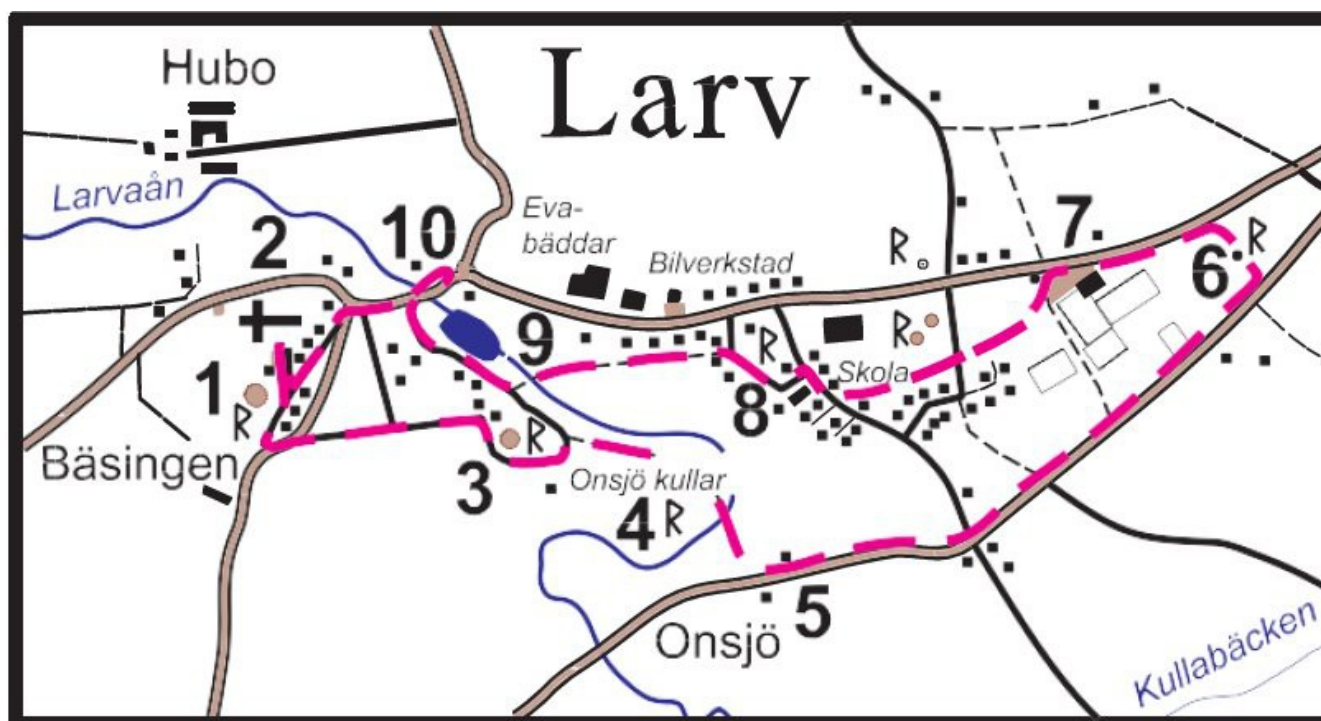 Larv
Hubo
Larvaån
2
10
Eva-
bäddar
Bilverkstad
7
6
9
1
Skola
8
Bäsingen
3
Onsjö kullar
4
5
Onsjö
Kullabäcken